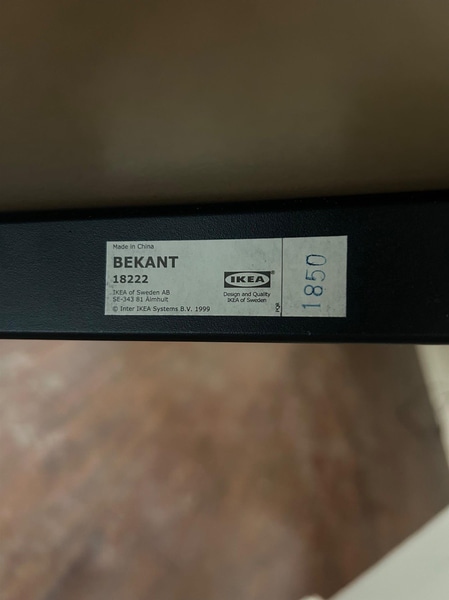 Made in China
BEKANT
18222
IKEA of Sweden AB
SE-343 81 Älmhult
© Inter IKEA Systems B.V. 1999
IKEA
Design and Quality
IKEA of Sweden
PQR
1850